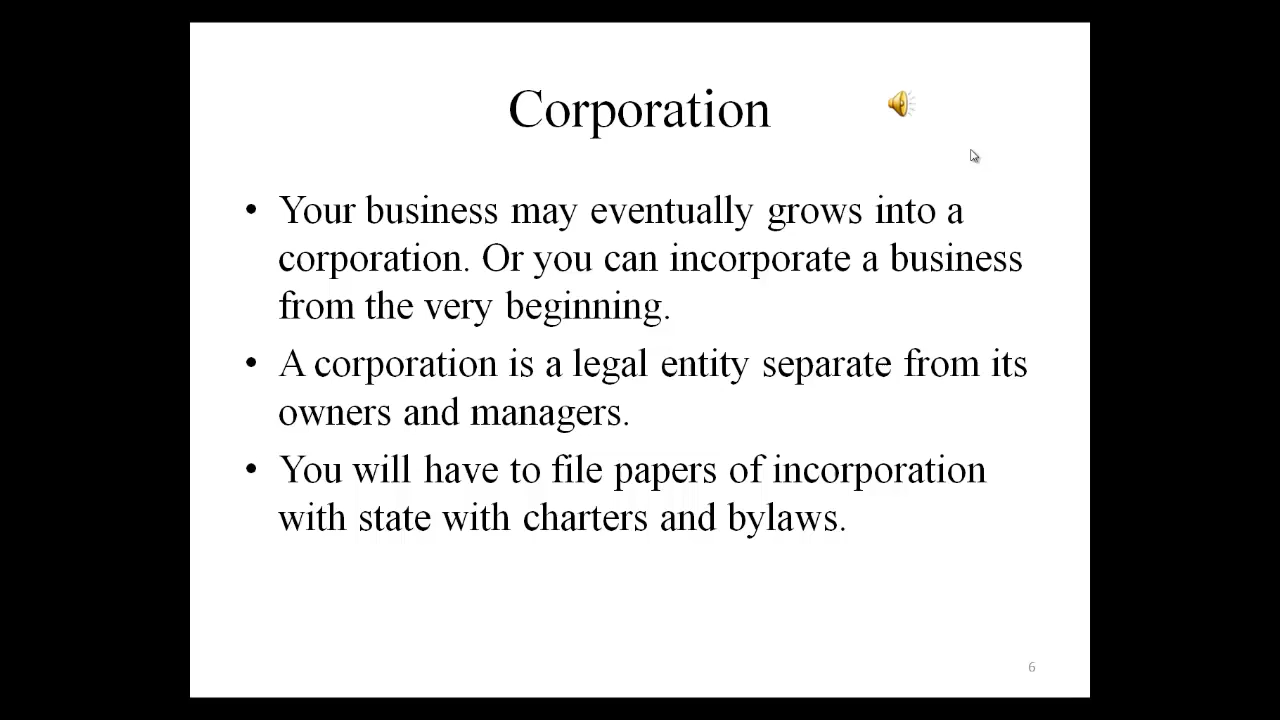 Corporation
• Your business may eventually grows into a
corporation. Or you can incorporate a business
from the very beginning.
• A corporation is a legal entity separate from its
owners and managers.
• You will have to file papers of incorporation
with state with charters and bylaws.
6